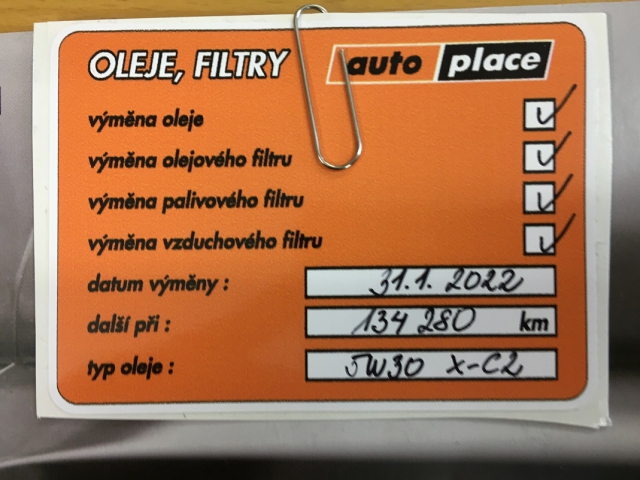 OLEJE, FILTRY auto place
výměna oleje
výměna olejového filtru
výměna palivového filtru
výměna vzduchového filtru
datum výměny : 31.1. 2022
další při : 134 280 km
typ oleje : 5W30 X-C2